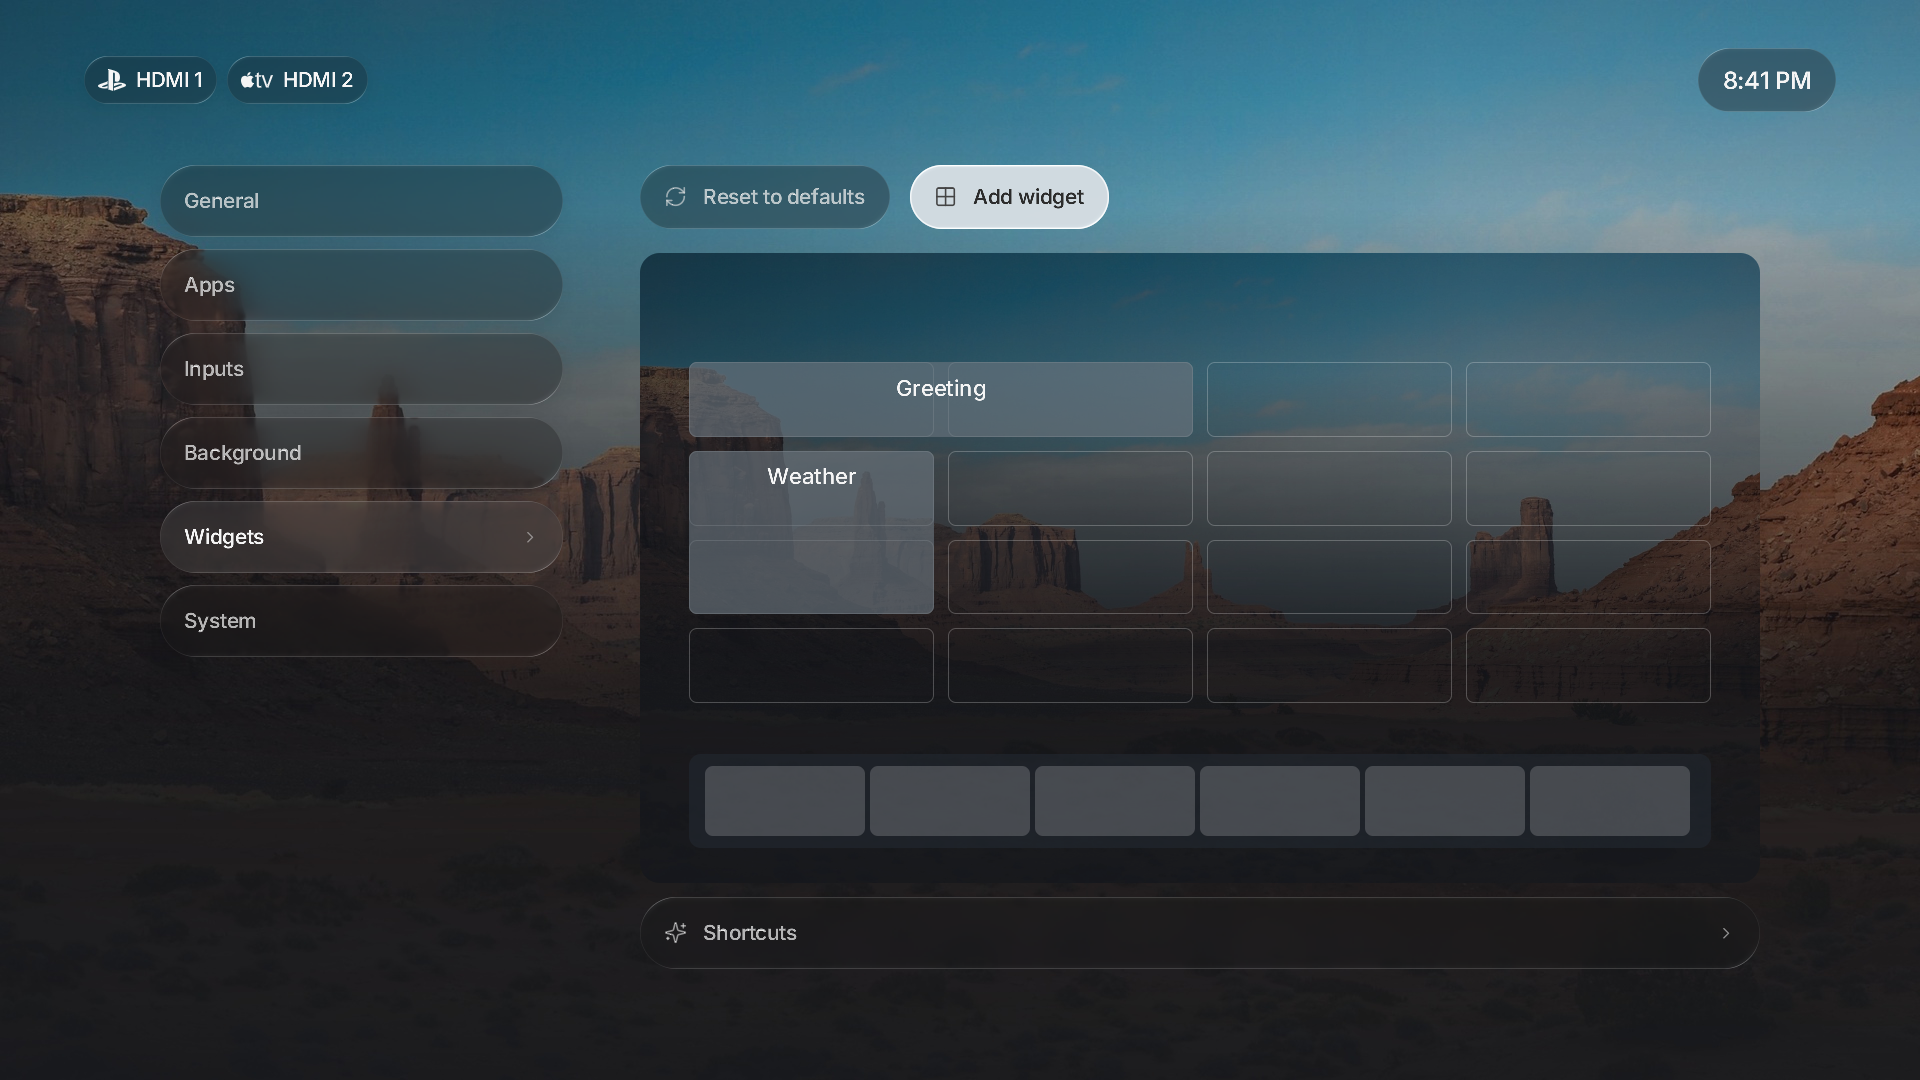 HDMI 1
tv HDMI 2
8:41 PM
General
Apps
Inputs
Background
Widgets
System
Reset to defaults
Add widget
Greeting
Weather
Shortcuts